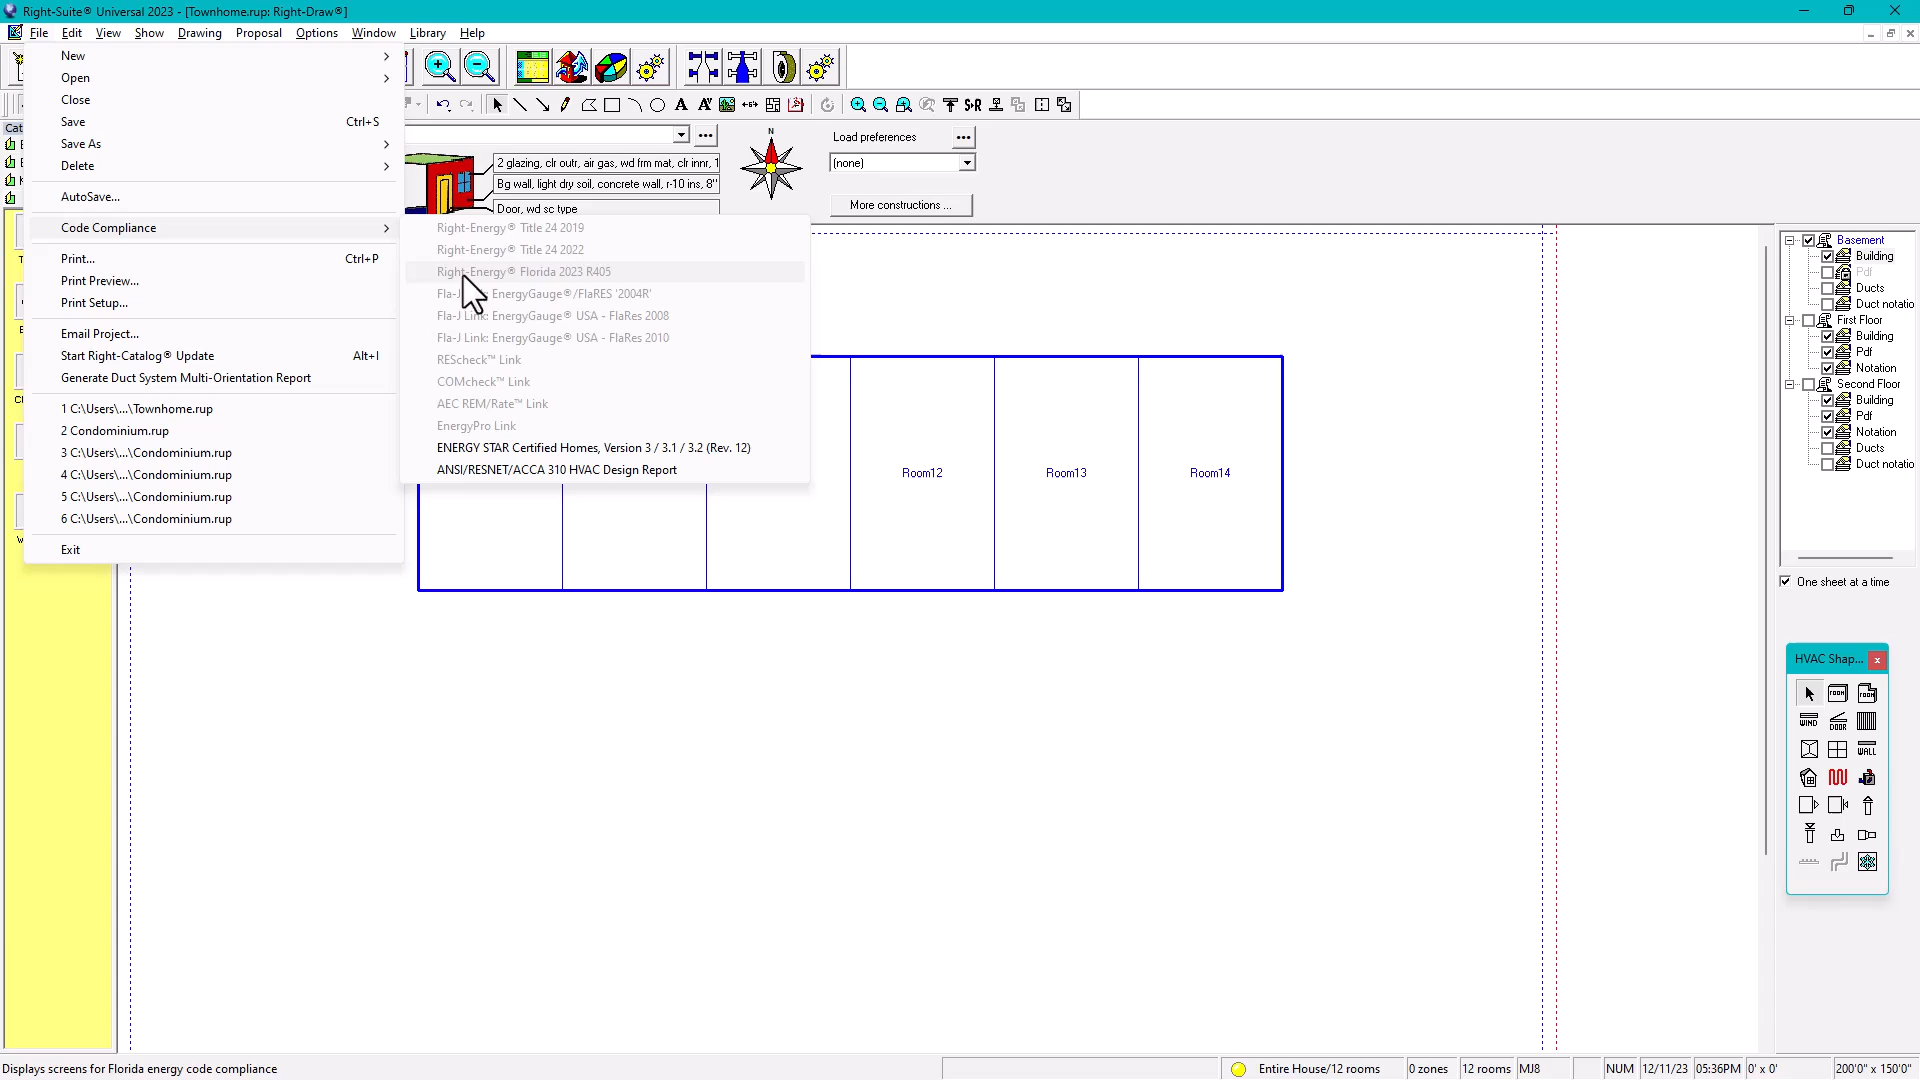 Right-Suite® Universal 2023 - [Townhome.rup: Right-Draw®]
File Edit View Show Drawing Proposal Options Window Library Help
New
Open
Close
Save Ctrl+S
Save As
Delete
AutoSave...
Code Compliance
Print... Ctrl+P
Print Preview...
Print Setup...
Email Project...
Start Right-Catalog® Update Alt+I
Generate Duct System Multi-Orientation Report
1 C:\Users\...\Townhome.rup
2 Condominium.rup
3 C:\Users\...\Condominium.rup
4 C:\Users\...\Condominium.rup
5 C:\Users\...\Condominium.rup
6 C:\Users\...\Condominium.rup
Exit
Right-Energy® Title 24 2019
Right-Energy® Title 24 2022
Right-Energy® Florida 2023 R405
Fla-J EnergyGauge®/FlaRES '2004R'
Fla-J Link: EnergyGauge® USA - FlaRes 2008
Fla-J Link: EnergyGauge® USA - FlaRes 2010
REScheck™ Link
COMcheck™ Link
AEC REM/Rate™ Link
EnergyPro Link
ENERGY STAR Certified Homes, Version 3 / 3.1 / 3.2 (Rev. 12)
ANSI/RESNET/ACCA 310 HVAC Design Report
2 glazing, clr outr, air gas, wd frm mat, clr innr, 1
Bg wall, light dry soil, concrete wall, r-10 ins, 8"
Door, wd sc type
N
S·R
Load preferences
(none)
More constructions ...
Cat
Room12
Room13
Room14
Basement
Building
Pdf
Ducts
Duct notatio
First Floor
Building
Pdf
Notation
Second Floor
Building
Pdf
Notation
Ducts
Duct notatio
One sheet at a time
HVAC Shap...
ROOM
ROOM
WIND
DOOR
WALL
Displays screens for Florida energy code compliance
Entire House/12 rooms
0 zones
12 rooms
MJ8
NUM
12/11/23
05:36PM
0' x 0'
200'0" x 150'0"